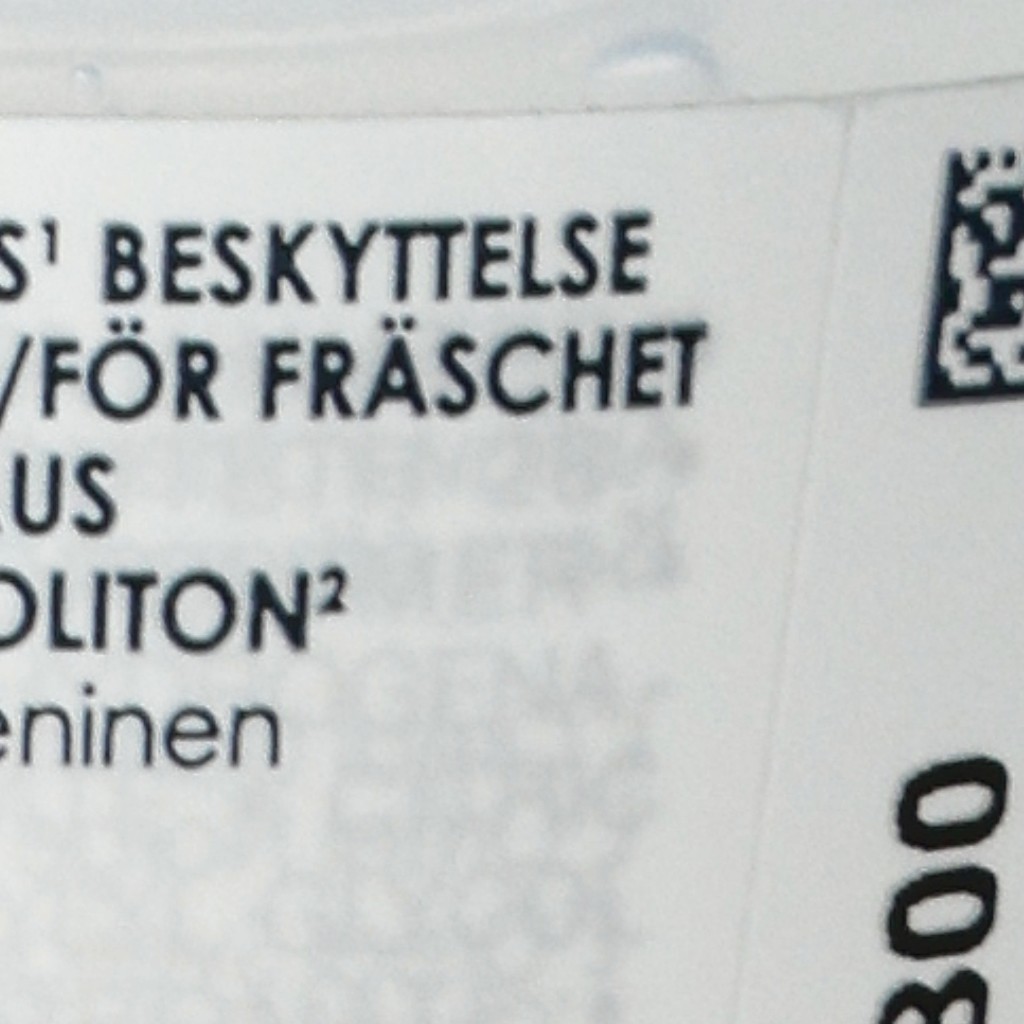 S¹ BESKYTTELSE
/FÖR FRÄSCHET
US
OLITON²
eninen
300